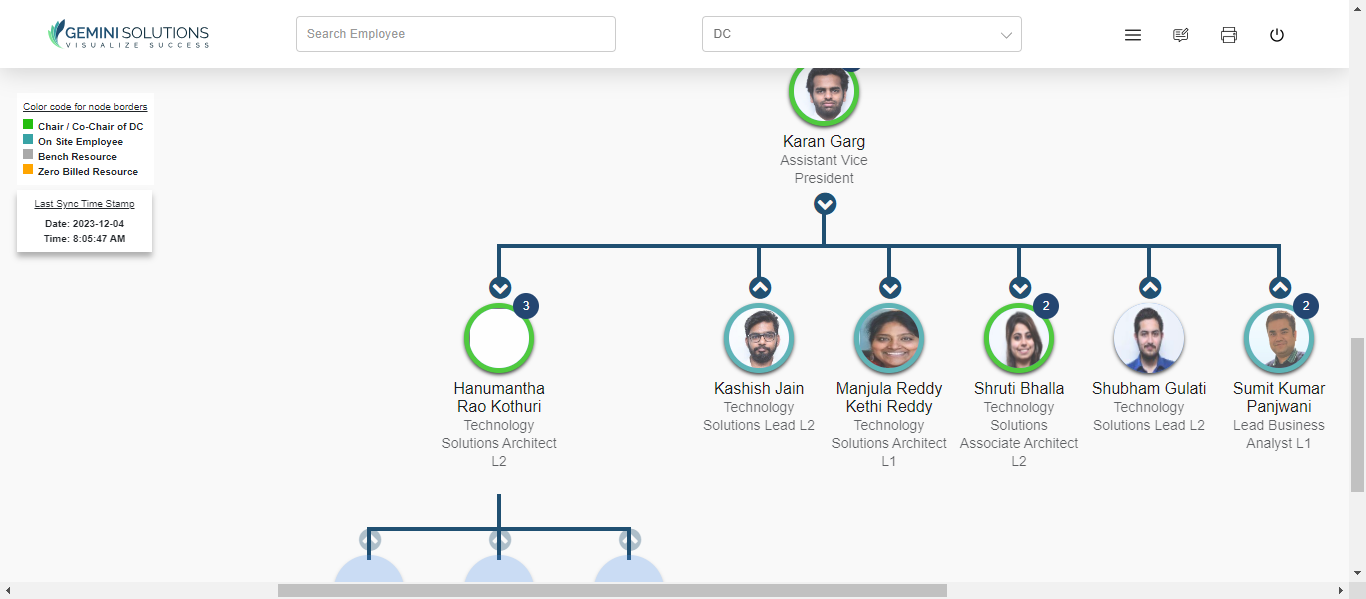 GEMINI SOLUTIONS
VISUALIZE SUCCESS
Search Employee
DC
Color code for node borders
Chair / Co-Chair of DC
On Site Employee
Bench Resource
Zero Billed Resource
Last Sync Time Stamp
Date: 2023-12-04
Time: 8:05:47 AM
Karan Garg
Assistant Vice
President
3
Hanumantha
Rao Kothuri
Technology
Solutions Architect
L2
Kashish Jain
Technology
Solutions Lead L2
Manjula Reddy
Kethi Reddy
Technology
Solutions Architect
L1
2
Shruti Bhalla
Technology
Solutions
Associate Architect
L2
Shubham Gulati
Technology
Solutions Lead L2
2
Sumit Kumar
Panjwani
Lead Business
Analyst L1